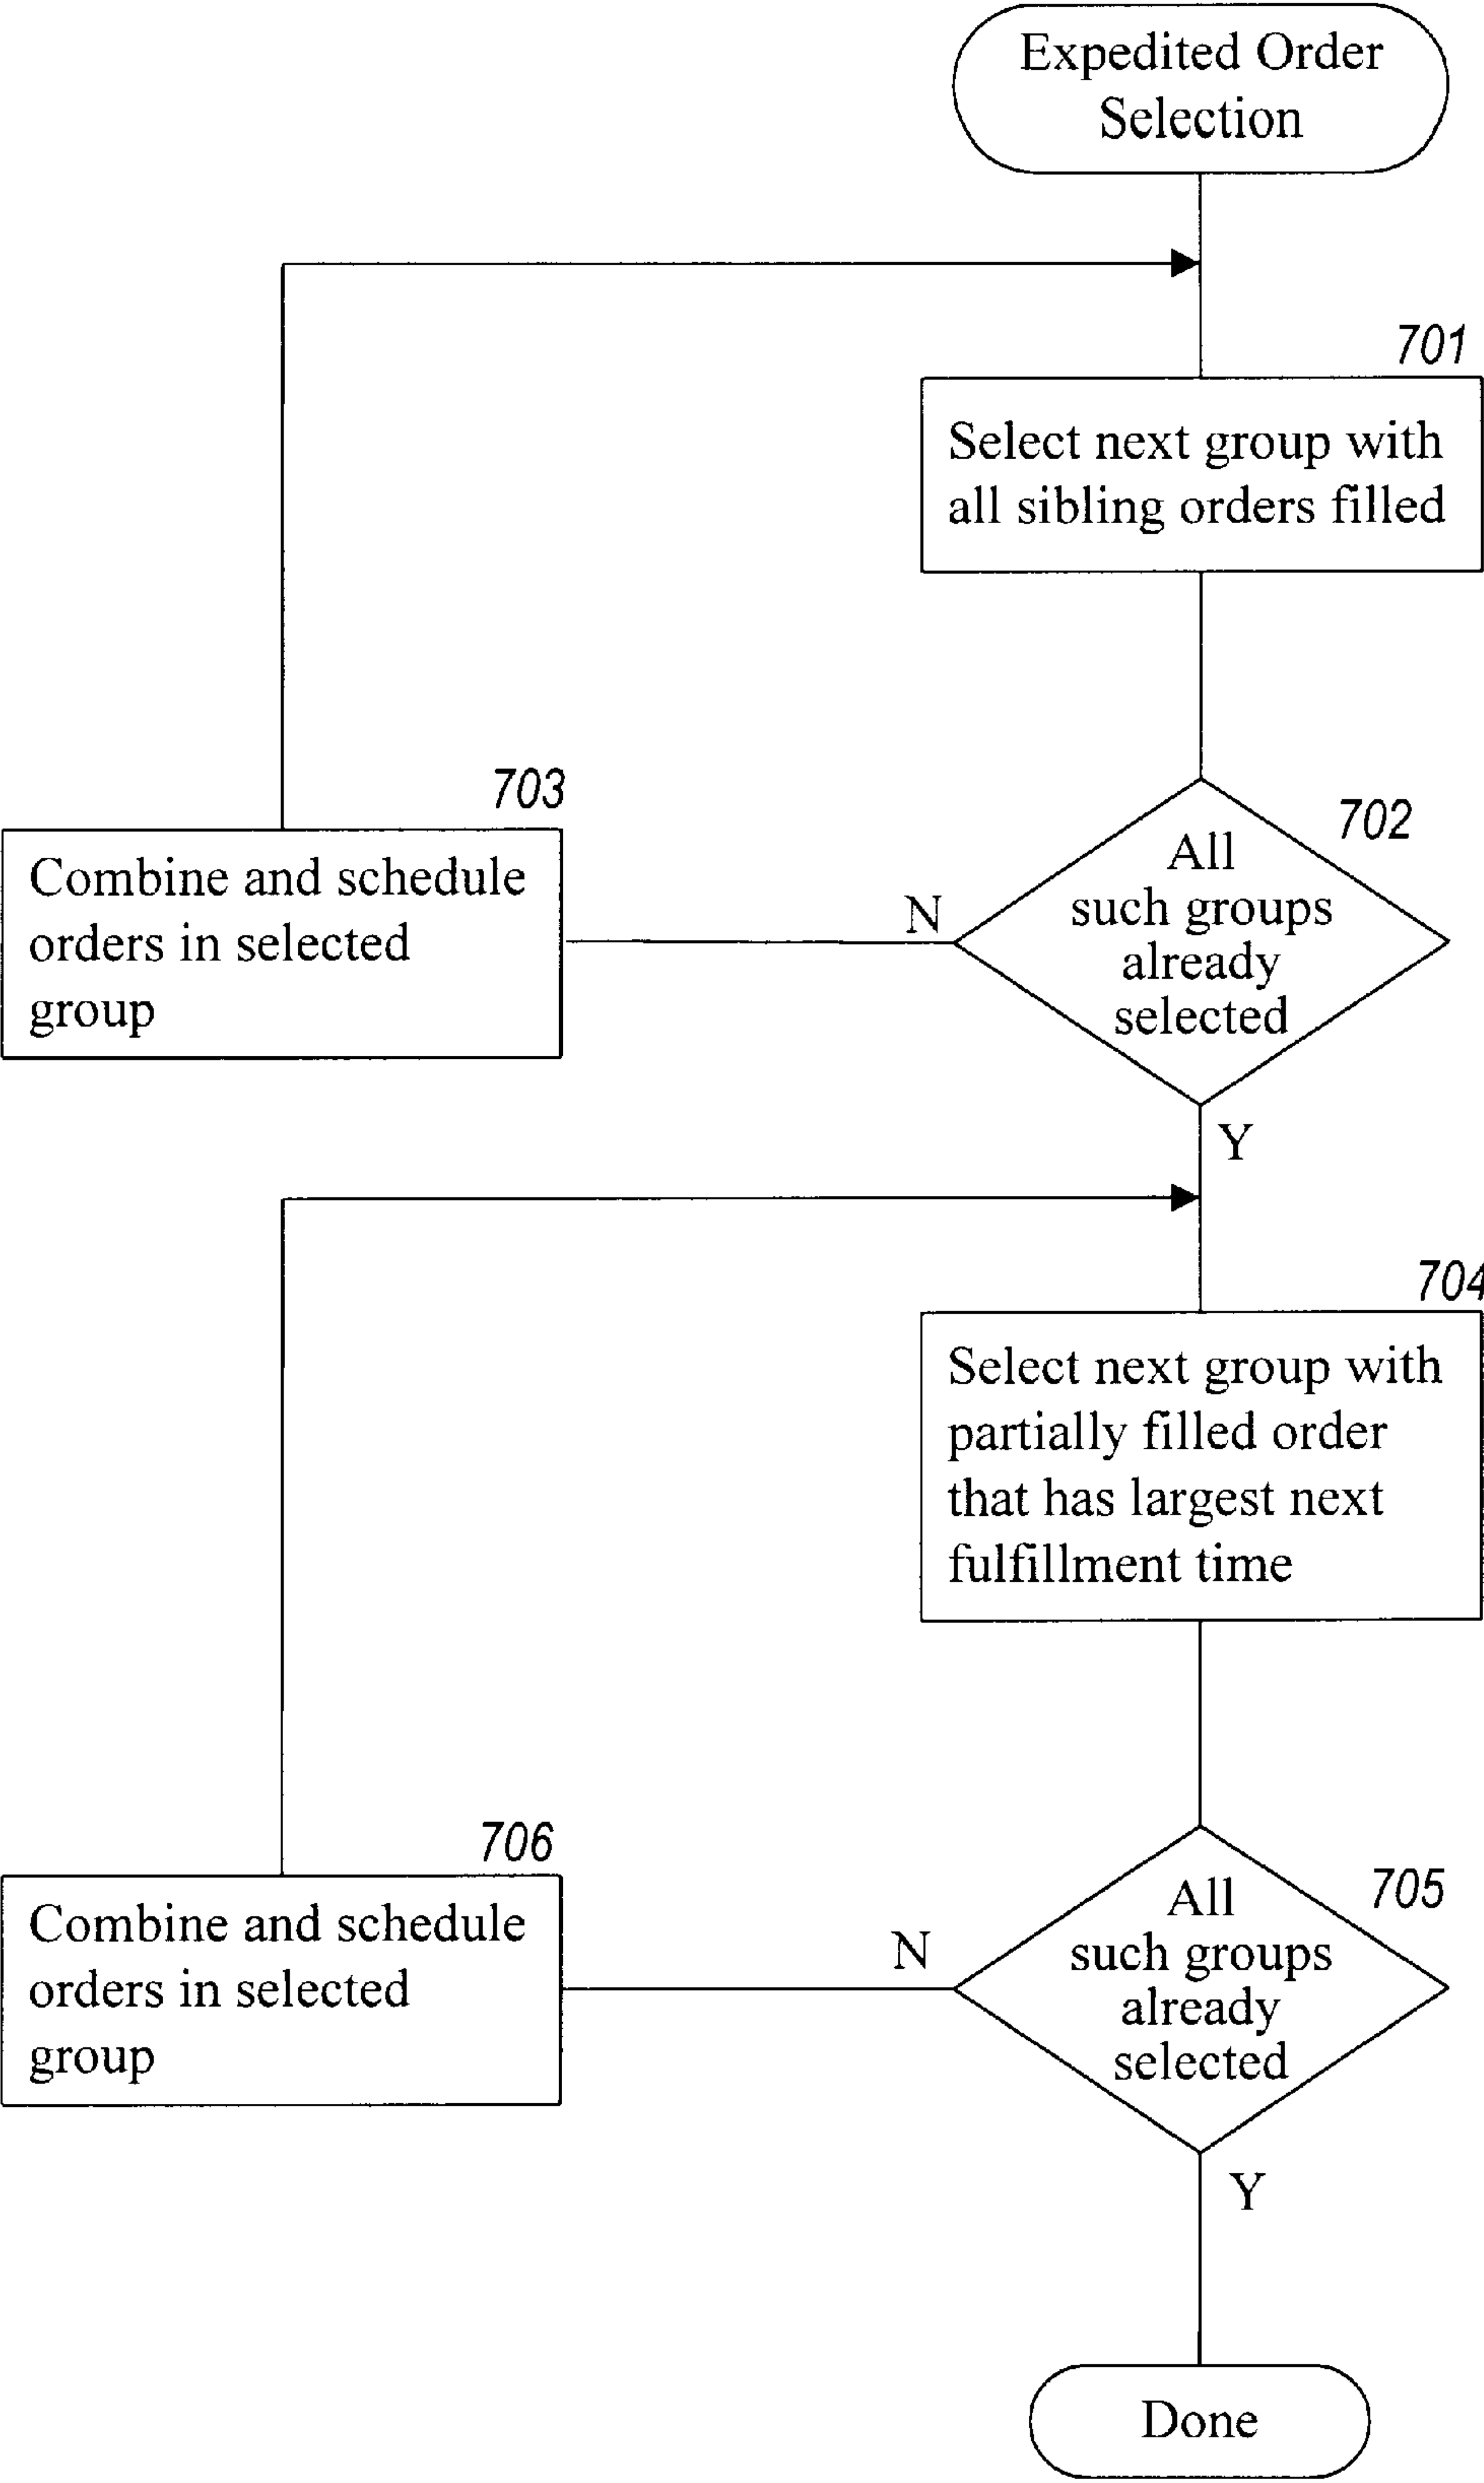 Expedited Order
Selection
701
Select next group with
all sibling orders filled
702
All
such groups
already
selected
N
703
Combine and schedule
orders in selected
group
Y
704
Select next group with
partially filled order
that has largest next
fulfillment time
705
All
such groups
already
selected
N
706
Combine and schedule
orders in selected
group
Y
Done